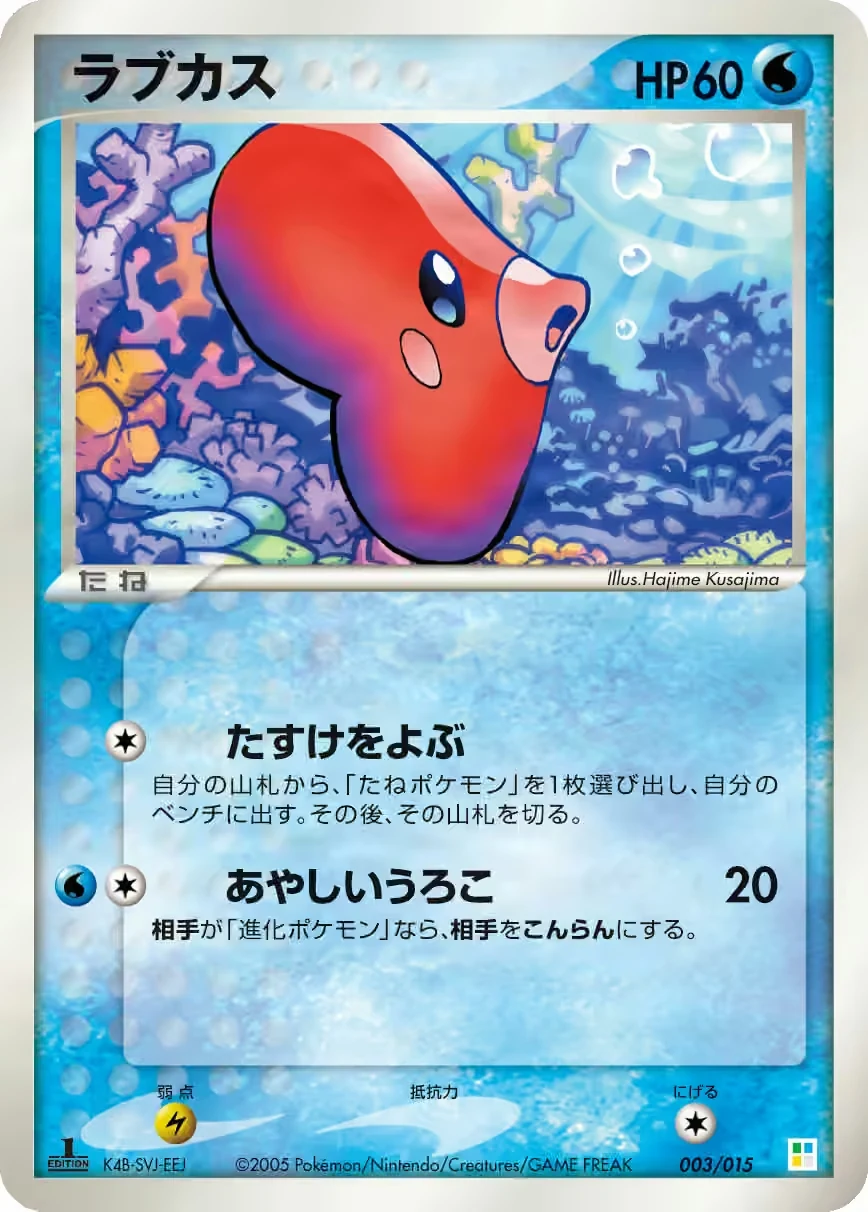 ラブカス HP60
たね Illus.Hajime Kusajima
たすけをよぶ
自分の山札から、「たねポケモン」を1枚選び出し、自分の
ベンチに出す。その後、その山札を切る。
あやしいうろこ 20
相手が「進化ポケモン」なら、相手をこんらんにする。
弱点 抵抗力 にげる
1 EDITION K4B-SVJ-EEJ ©2005 Pokémon/Nintendo/Creatures/GAME FREAK 003/015